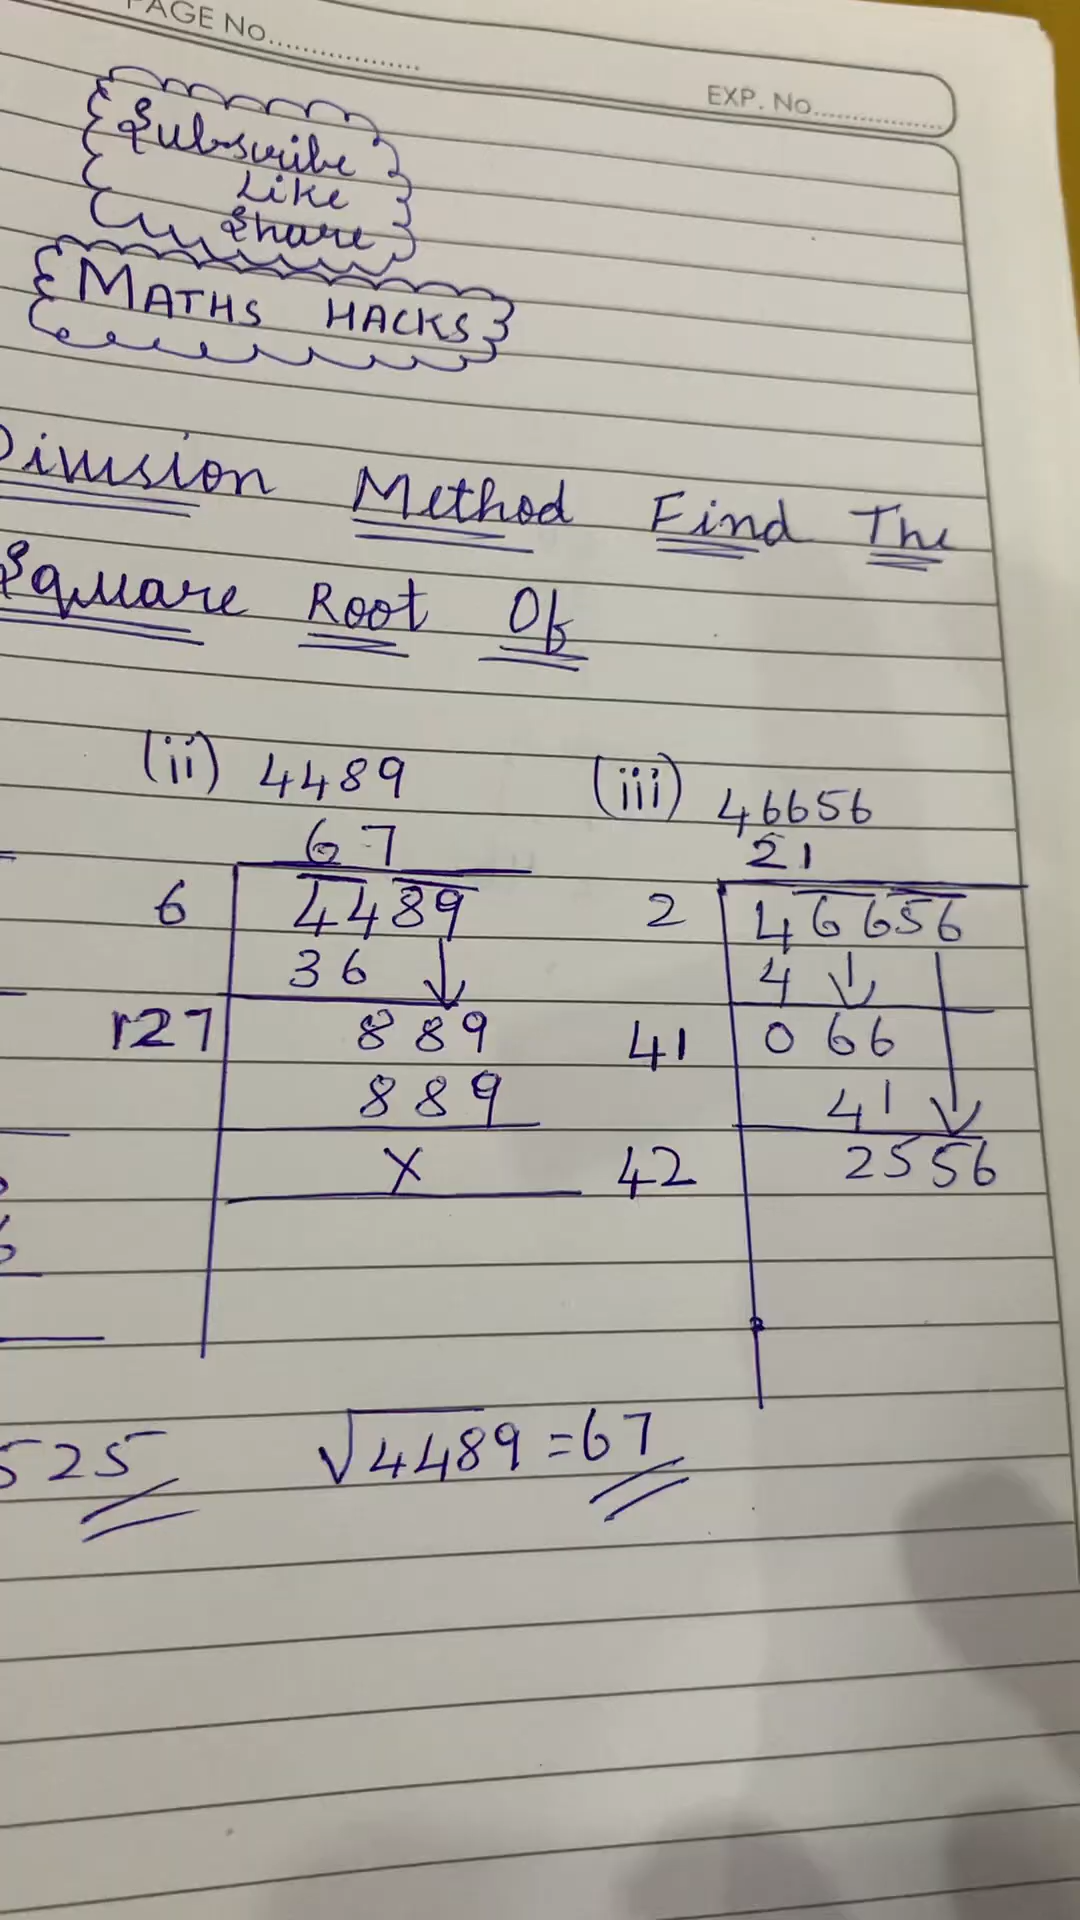 PAGE No....................
EXP. No....................
Subscribe
Like
Share
MATHS HACKS
Division Method Find The
Square Root Of
(ii) 4489
67
6 4489
36
127 889
889
X
(iii) 46656
21
2 46656
4
41 066
41
42 2556
525
√4489 = 67